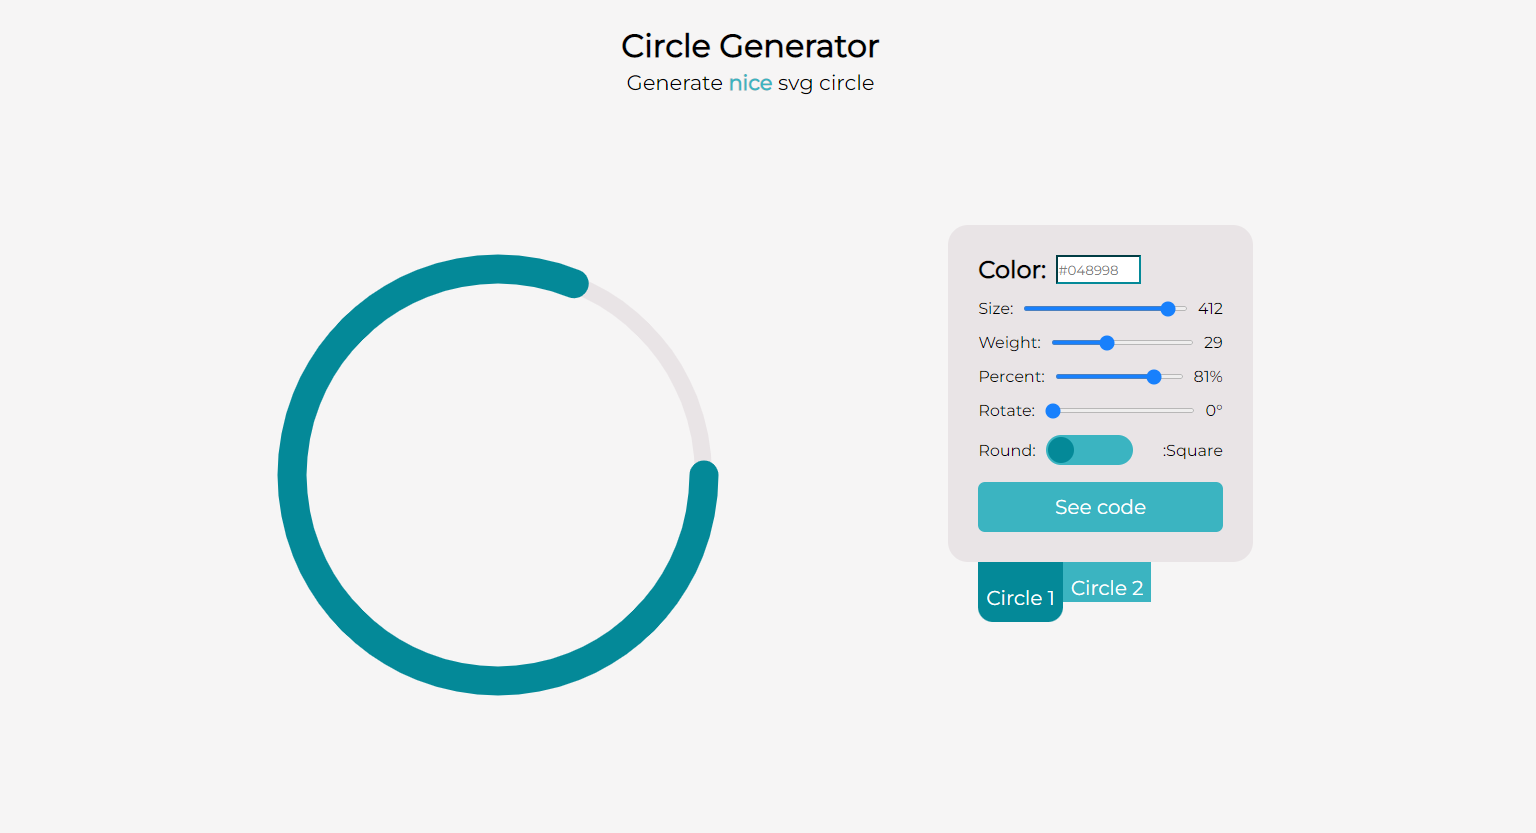 Circle Generator
Generate nice svg circle
Color: #048998
Size: 412
Weight: 29
Percent: 81%
Rotate: 0°
Round: :Square
See code
Circle 1
Circle 2